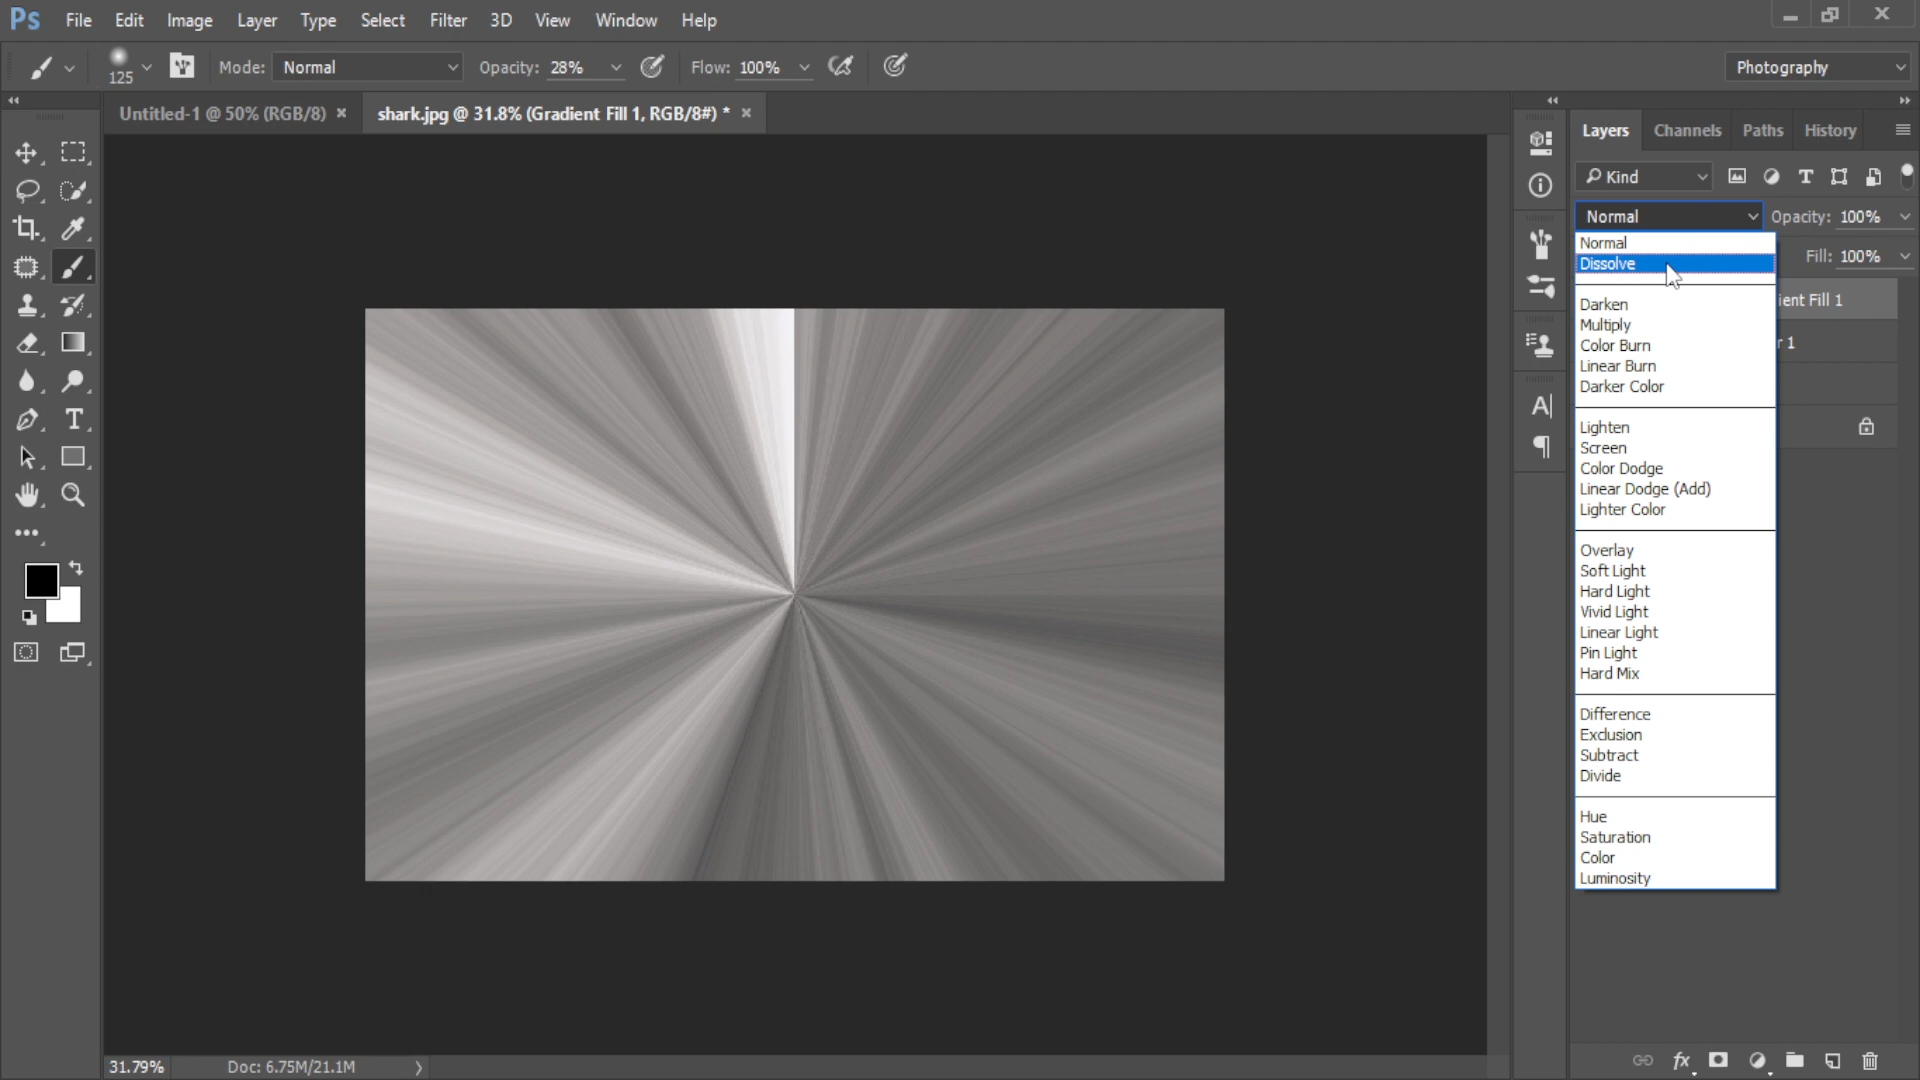 Ps File Edit Image Layer Type Select Filter 3D View Window Help
125 Mode: Normal Opacity: 28% Flow: 100% Photography
Untitled-1 @ 50% (RGB/8) × shark.jpg @ 31.8% (Gradient Fill 1, RGB/8#) * ×
Layers Channels Paths History
Kind
Normal Opacity: 100%
Fill: 100%
ient Fill 1
r 1
Normal
Dissolve
Darken
Multiply
Color Burn
Linear Burn
Darker Color
Lighten
Screen
Color Dodge
Linear Dodge (Add)
Lighter Color
Overlay
Soft Light
Hard Light
Vivid Light
Linear Light
Pin Light
Hard Mix
Difference
Exclusion
Subtract
Divide
Hue
Saturation
Color
Luminosity
31.79% Doc: 6.75M/21.1M